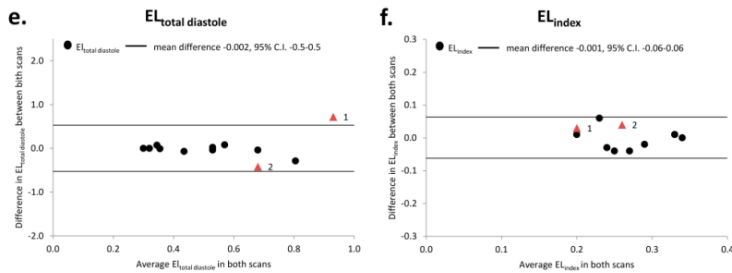 e.
EL total diastole
EL total diastole mean difference -0.002, 95% C.I. -0.5-0.5
Difference in EL total diastole between bith scans
2.0
1.0
0.0
-1.0
-2.0
1
2
0.0 0.2 0.4 0.6 0.8 1.0
Average El total diastole in both scans
f.
EL index
EL index mean difference -0.001, 95% C.I. -0.06-0.06
Difference in EL index between both scans
0.3
0.2
0.1
0.0
-0.1
-0.2
-0.3
1
2
0.0 0.1 0.2 0.3 0.4
Average EL index in both scans